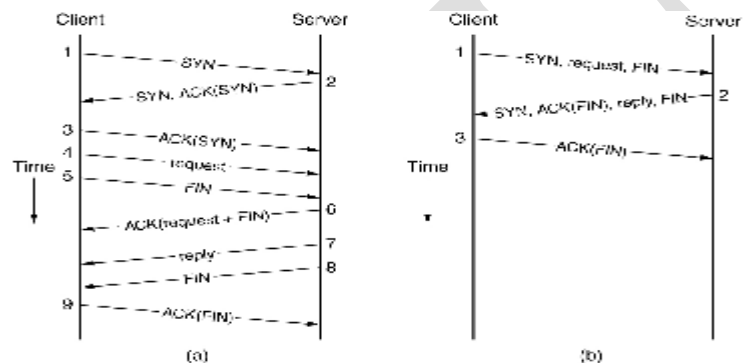 Client Server
1
SYN
2
SYN, ACK(SYN)
3
ACK(SYN)
4
request
Time
5
FIN
6
ACK(request + FIN)
7
reply
8
FIN
9
ACK(FIN)
(a)
Client Server
1
SYN, request, FIN
2
SYN, ACK(FIN), reply, FIN
3
ACK(FIN)
Time
(b)